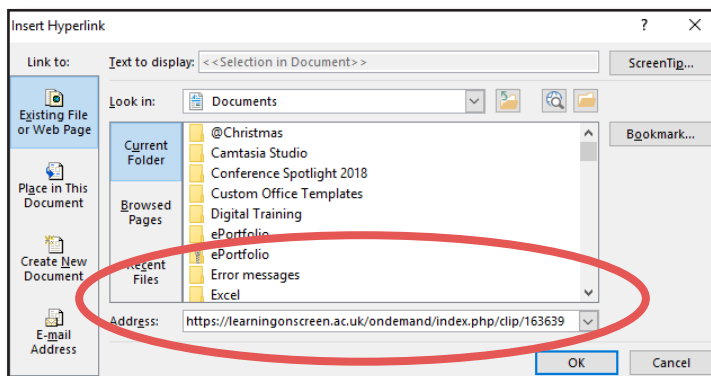 Insert Hyperlink
? X
Link to:
Text to display: <<Selection in Document>>
ScreenTip...
Existing File
or Web Page
Look in: Documents
Bookmark...
Current
Folder
@Christmas
Camtasia Studio
Conference Spotlight 2018
Custom Office Templates
Digital Training
ePortfolio
ePortfolio
Error messages
Excel
Place in This
Document
Browsed
Pages
Create New
Document
Recent
Files
E-mail
Address
Address: https://learningonscreen.ac.uk/ondemand/index.php/clip/163639
OK
Cancel